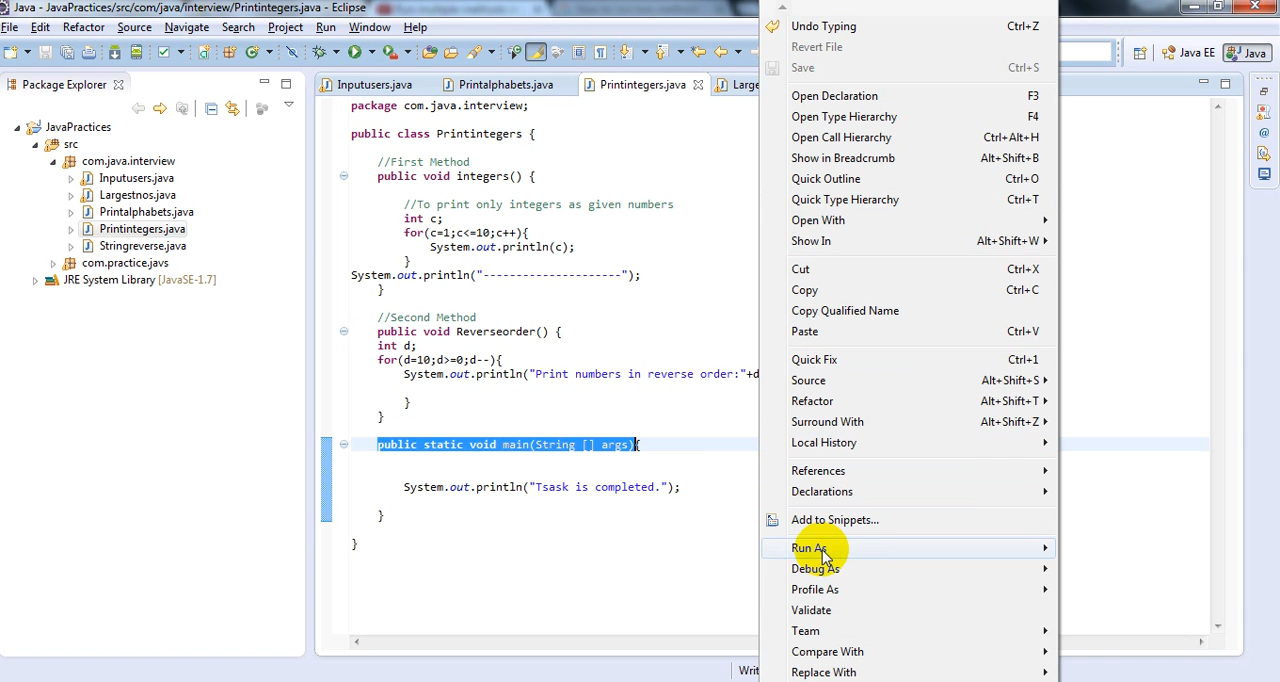 Java - JavaPractices/src/com/java/interview/Printintegers.java - Eclipse
File Edit Refactor Source Navigate Search Project Run Window Help
Java EE Java
Package Explorer
JavaPractices
src
com.java.interview
Inputusers.java
Largestnos.java
Printalphabets.java
Printintegers.java
Stringreverse.java
com.practice.javs
JRE System Library [JavaSE-1.7]
Inputusers.java Printalphabets.java Printintegers.java Large
package com.java.interview;
public class Printintegers {
//First Method
public void integers() {
//To print only integers as given numbers
int c;
for(c=1;c<=10;c++){
System.out.println(c);
}
System.out.println("---------------------");
}
//Second Method
public void Reverseorder() {
int d;
for(d=10;d>=0;d--){
System.out.println("Print numbers in reverse order:"+d
}
}
public static void main(String [] args){
System.out.println("Tsask is completed.");
}
}
Writ
Undo Typing Ctrl+Z
Revert File
Save Ctrl+S
Open Declaration F3
Open Type Hierarchy F4
Open Call Hierarchy Ctrl+Alt+H
Show in Breadcrumb Alt+Shift+B
Quick Outline Ctrl+O
Quick Type Hierarchy Ctrl+T
Open With
Show In Alt+Shift+W
Cut Ctrl+X
Copy Ctrl+C
Copy Qualified Name
Paste Ctrl+V
Quick Fix Ctrl+1
Source Alt+Shift+S
Refactor Alt+Shift+T
Surround With Alt+Shift+Z
Local History
References
Declarations
Add to Snippets...
Run As
Debug As
Profile As
Validate
Team
Compare With
Replace With